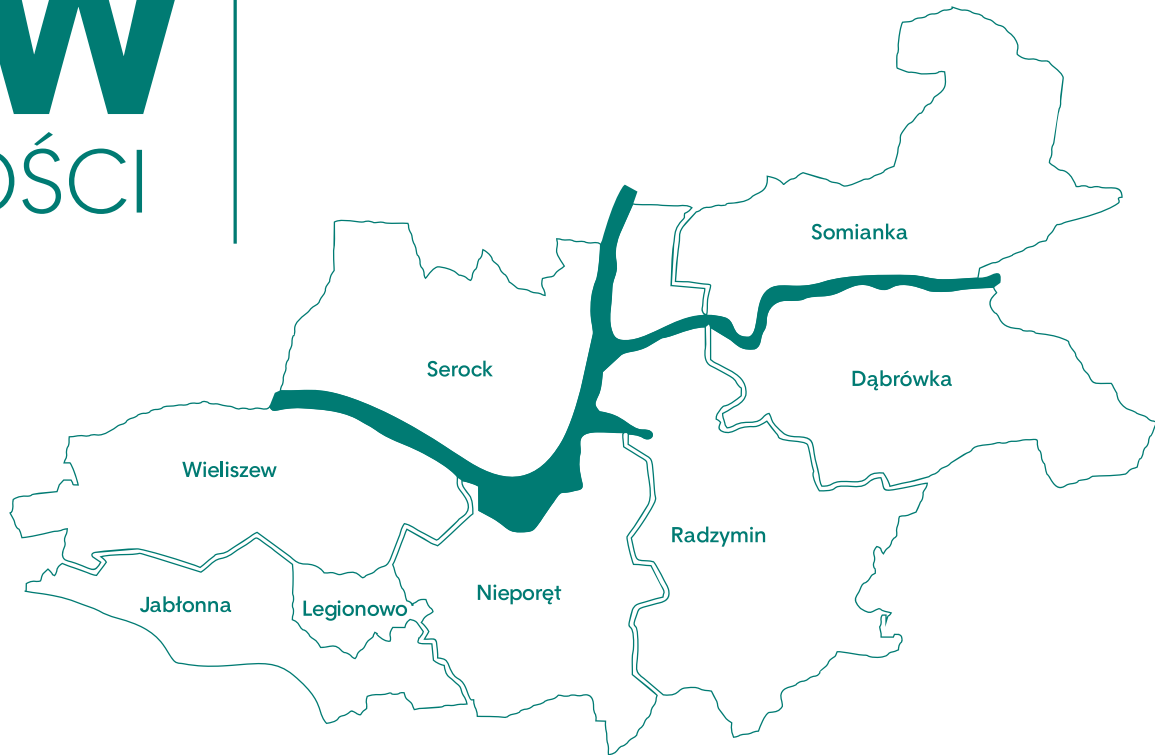 W
OŚCI
Somianka
Serock
Dąbrówka
Wieliszew
Radzymin
Nieporęt
Jabłonna
Legionowo